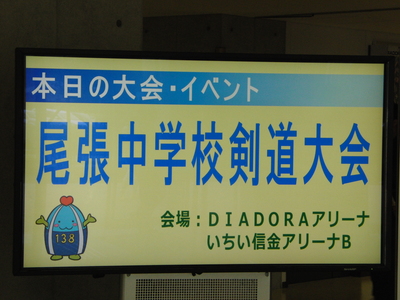 本日の大会・イベント
尾張中学校剣道大会
会場：DIADORAアリーナ
いちい信金アリーナB
138